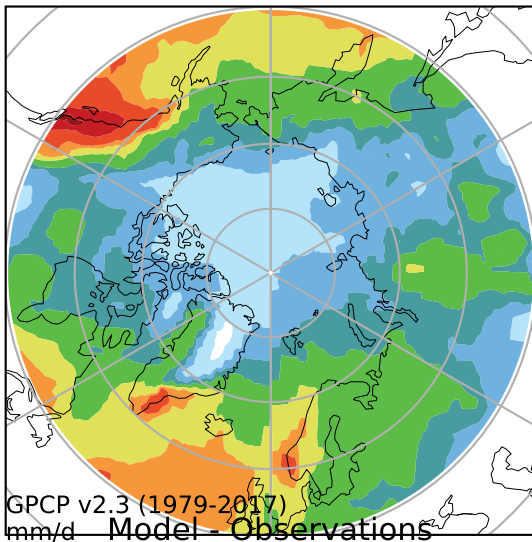 GPCP v2.3 (1979-2017)
mm/d Model - Observations